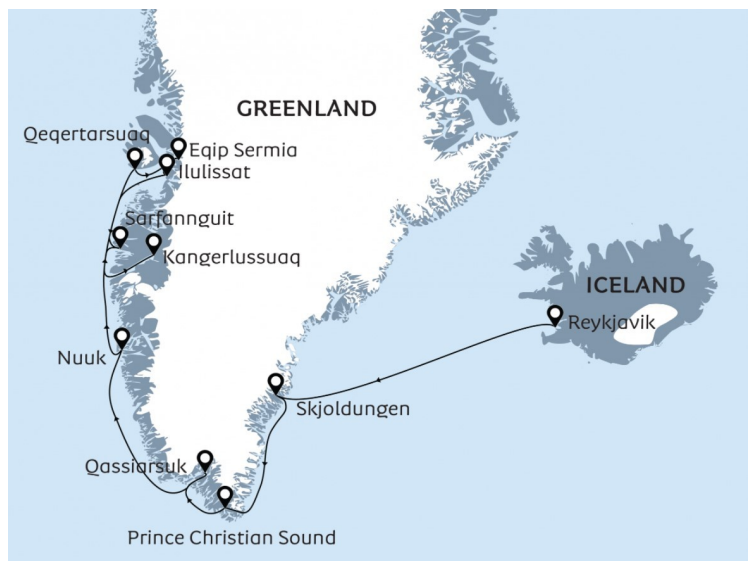 GREENLAND
Qeqertarsuaq
Eqip Sermia
Ilulissat
Sarfannguit
Kangerlussuaq
ICELAND
Reykjavik
Nuuk
Skjoldungen
Qassiarsuk
Prince Christian Sound